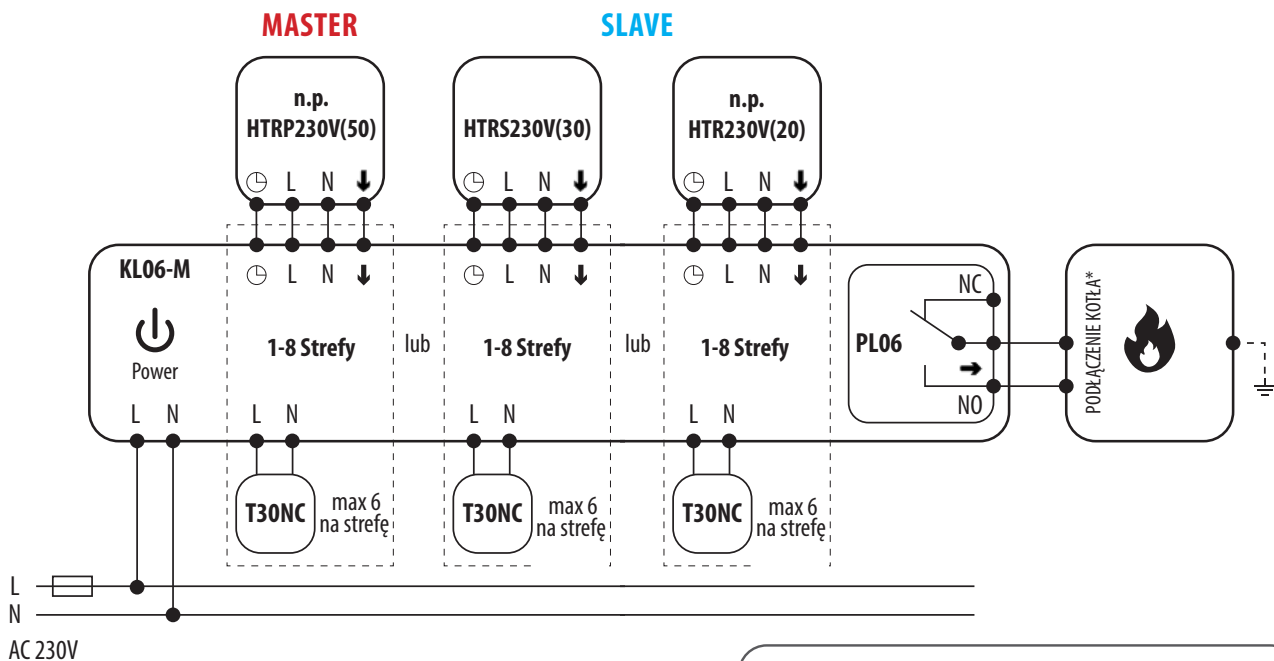 MASTER
SLAVE
n.p.
HTRP230V(50)
HTRS230V(30)
n.p.
HTR230V(20)
L N
L N
L N
KL06-M
L N
L N
L N
Power
1-8 Strefy
lub
1-8 Strefy
lub
1-8 Strefy
PL06
NC
NO
PODŁĄCZENIE KOTŁA*
L N
L N
L N
L N
T30NC
max 6
na strefę
T30NC
max 6
na strefę
T30NC
max 6
na strefę
L
N
AC 230V